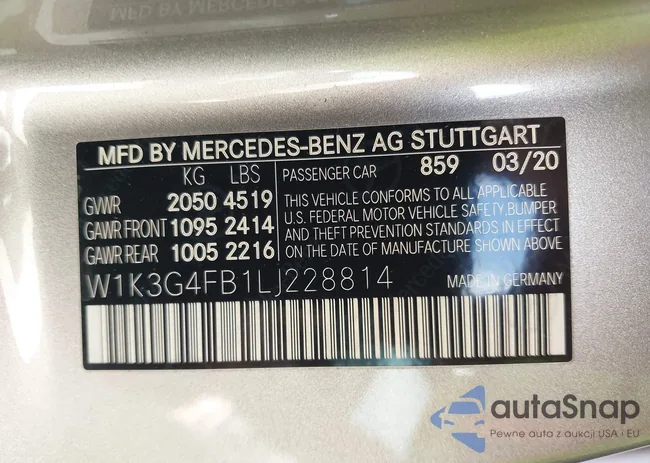 MFD BY MERCEDES-BENZ AG STUTTGART
KG LBS PASSENGER CAR 859 03/20
GVWR 2050 4519
GAWR FRONT 1095 2414
GAWR REAR 1005 2216
THIS VEHICLE CONFORMS TO ALL APPLICABLE
U.S. FEDERAL MOTOR VEHICLE SAFETY, BUMPER
AND THEFT PREVENTION STANDARDS IN EFFECT
ON THE DATE OF MANUFACTURE SHOWN ABOVE
W1K3G4FB1LJ228814 MADE IN GERMANY
autaSnap
Pewne auta z aukcji USA i EU